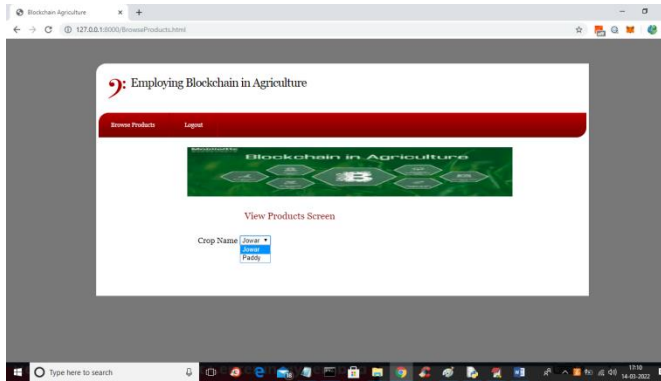 Blockchain Agriculture
127.0.0.1:8000/BrowseProducts.html
Employing Blockchain in Agriculture
Browse Products Logout
Blockchain in Agriculture
View Products Screen
Crop Name Jowar
Jowar
Paddy
Type here to search
17:10
14-03-2022